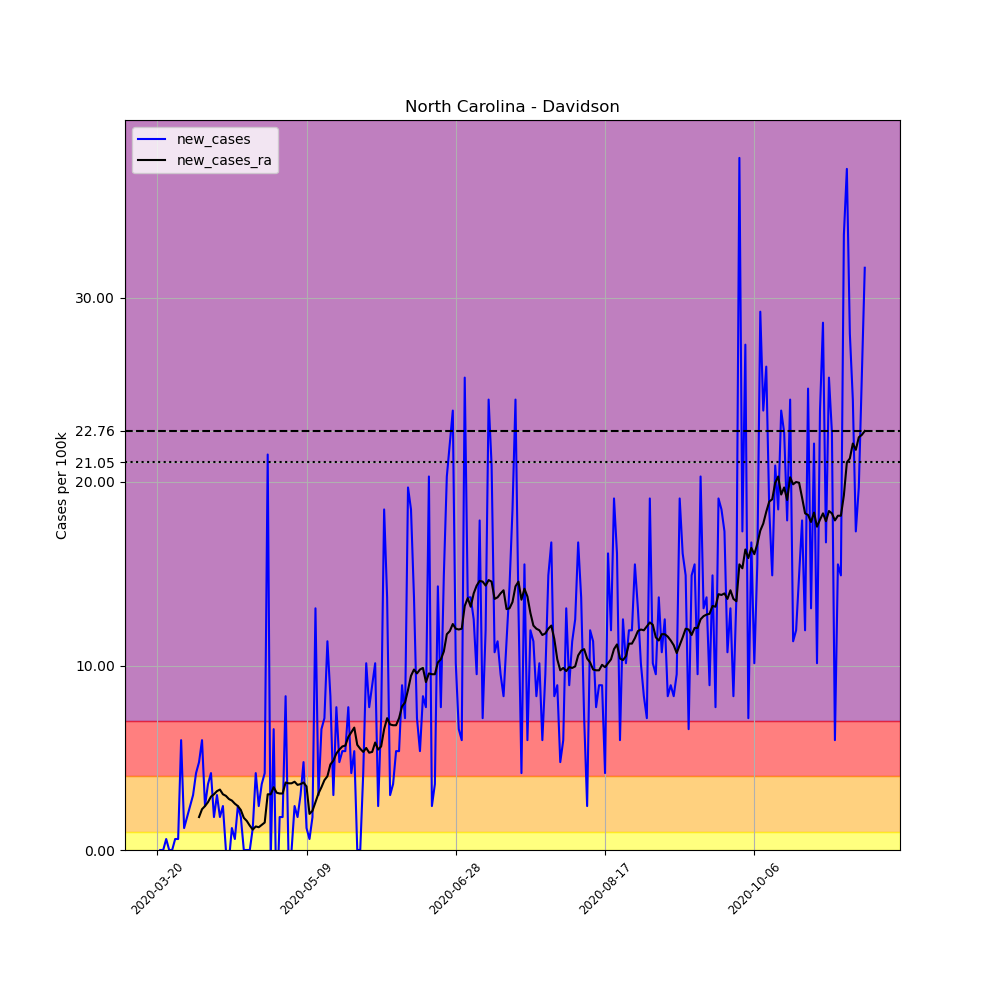 North Carolina - Davidson
new_cases
new_cases_ra
Cases per 100k
30.00
22.76
21.05
20.00
10.00
0.00
2020-03-20
2020-05-09
2020-06-28
2020-08-17
2020-10-06